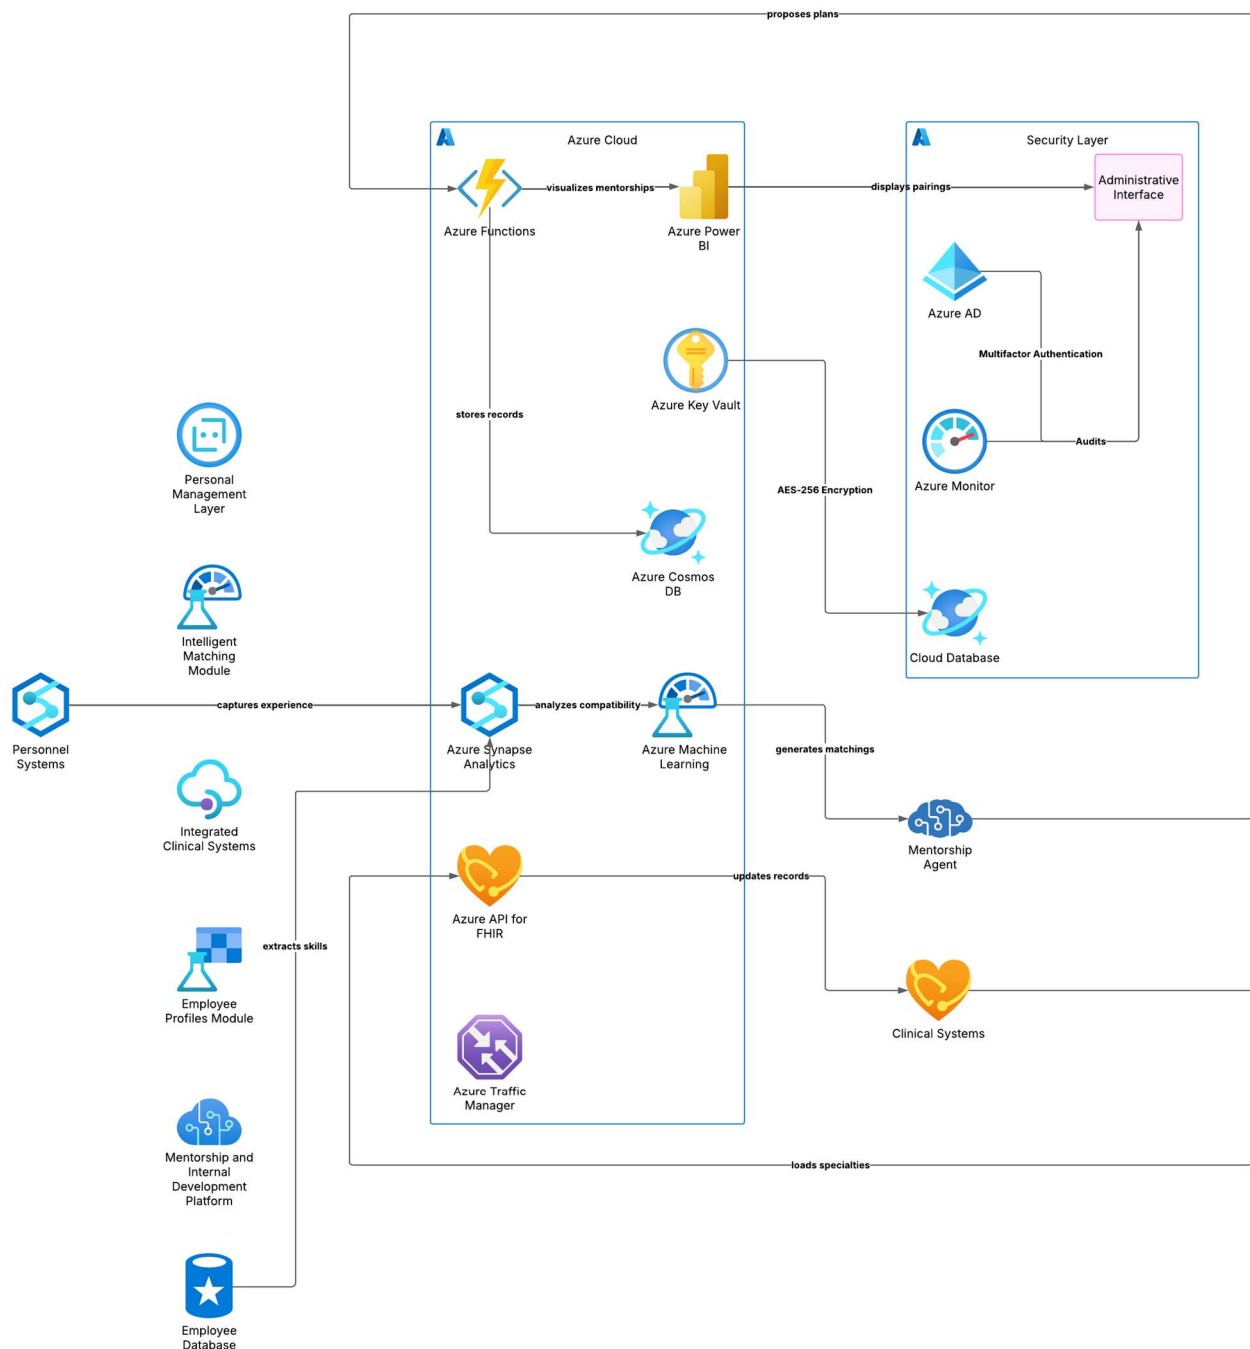 proposes plans
Azure Cloud
Security Layer
Administrative
Interface
visualizes mentorships
displays pairings
Azure Functions
Azure Power
BI
Azure AD
Multifactor Authentication
Azure Key Vault
stores records
Audits
Azure Monitor
Personal
Management
Layer
AES-256 Encryption
Azure Cosmos
DB
Intelligent
Matching
Module
Cloud Database
captures experience
analyzes compatibility
Personnel
Systems
Azure Synapse
Analytics
Azure Machine
Learning
generates matchings
Integrated
Clinical Systems
Mentorship
Agent
updates records
Azure API for
FHIR
extracts skills
Employee
Profiles Module
Clinical Systems
Azure Traffic
Manager
Mentorship and
Internal
Development
Platform
loads specialties
Employee
Database